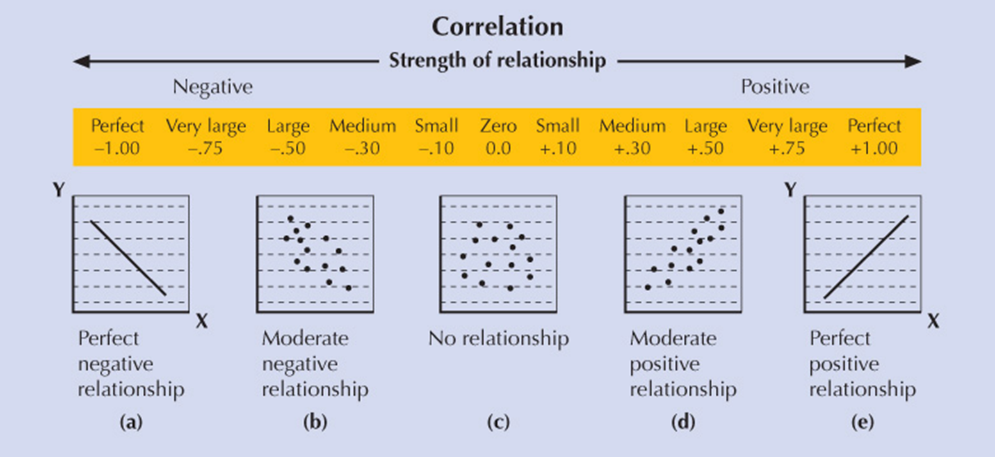 Correlation
Strength of relationship
Negative Positive
Perfect Very large Large Medium Small Zero Small Medium Large Very large Perfect
–1.00 –.75 –.50 –.30 –.10 0.0 +.10 +.30 +.50 +.75 +1.00
Y Y
X X
Perfect
negative
relationship
(a)
Moderate
negative
relationship
(b)
No relationship
(c)
Moderate
positive
relationship
(d)
Perfect
positive
relationship
(e)